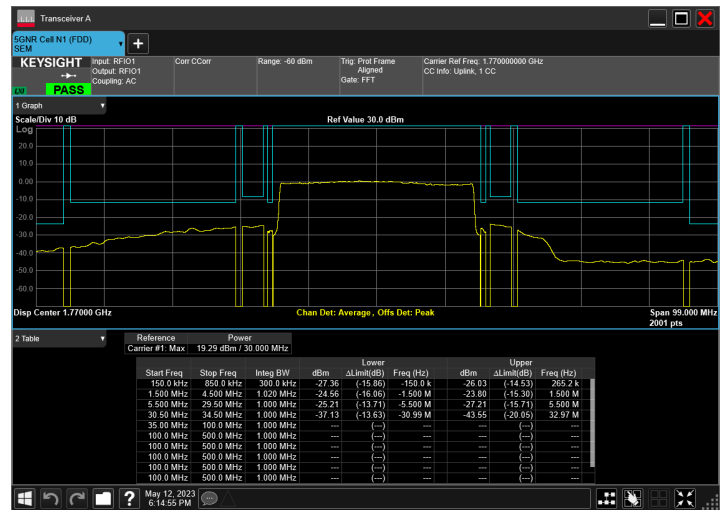 Transceiver A
5GNR Cell N1 (FDD)
SEM
KEYSIGHT
LXI
PASS
Input: RFIO1
Output: RFIO1
Coupling: AC
Corr CCorr
Range: -60 dBm
Trig: Prot Frame
Aligned
Gate: FFT
Carrier Ref Freq: 1.770000000 GHz
CC Info: Uplink, 1 CC
1 Graph
Scale/Div 10 dB
Ref Value 30.0 dBm
Log
20.0
10.0
0.00
-10.0
-20.0
-30.0
-40.0
-50.0
-60.0
Disp Center 1.77000 GHz
Chan Det: Average , Offs Det: Peak
Span 99.000 MHz
2001 pts
2 Table
Reference Power
Carrier #1: Max 19.29 dBm / 30.000 MHz
Lower Upper
Start Freq Stop Freq Integ BW dBm ΔLimit(dB) Freq (Hz) dBm ΔLimit(dB) Freq (Hz)
150.0 kHz 850.0 kHz 300.0 kHz -27.36 (-15.86) -150.0 k -26.03 (-14.53) 265.2 k
1.500 MHz 4.500 MHz 1.020 MHz -24.56 (-16.06) -1.500 M -23.80 (-15.30) 1.500 M
5.500 MHz 29.50 MHz 1.000 MHz -25.21 (-13.71) -5.500 M -27.21 (-15.71) 5.500 M
30.50 MHz 34.50 MHz 1.000 MHz -37.13 (-13.63) -30.99 M -43.55 (-20.05) 32.97 M
35.00 MHz 100.0 MHz 1.000 MHz --- (---) --- --- (---) ---
100.0 MHz 500.0 MHz 1.000 MHz --- (---) --- --- (---) ---
100.0 MHz 500.0 MHz 1.000 MHz --- (---) --- --- (---) ---
100.0 MHz 500.0 MHz 1.000 MHz --- (---) --- --- (---) ---
100.0 MHz 500.0 MHz 1.000 MHz --- (---) --- --- (---) ---
100.0 MHz 500.0 MHz 1.000 MHz --- (---) --- --- (---) ---
?
May 12, 2023
6:14:55 PM